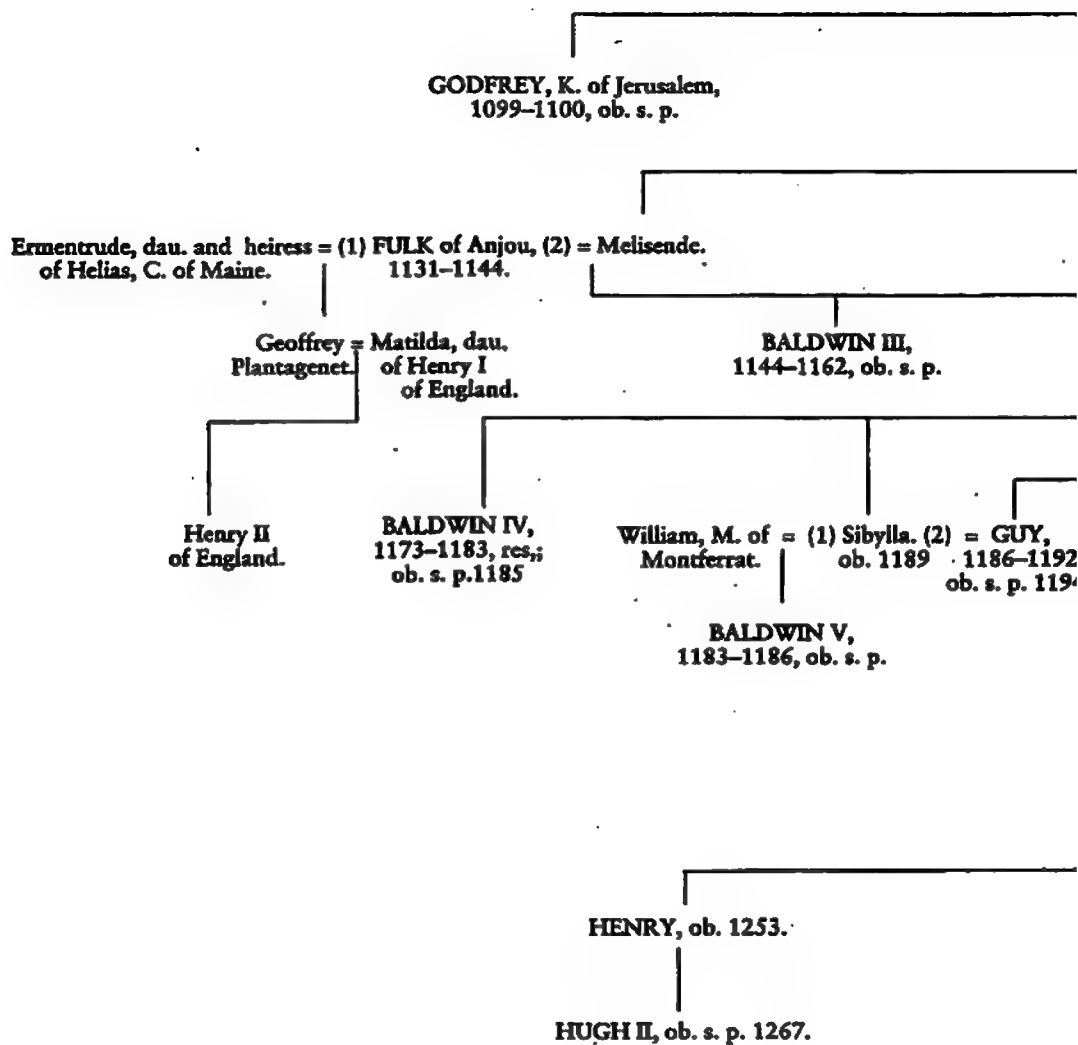 GODFREY, K. of Jerusalem,
1099–1100, ob. s. p.
Ermentrude, dau. and heiress = (1) FULK of Anjou, (2) = Melisende.
of Helias, C. of Maine. 1131–1144.
Geoffrey = Matilda, dau.
Plantagenet. of Henry I
of England.
BALDWIN III,
1144–1162, ob. s. p.
Henry II
of England.
BALDWIN IV,
1173–1183, res,;
ob. s. p.1185
William, M. of = (1) Sibylla. (2) = GUY,
Montferrat. ob. 1189 1186–1192
ob. s. p. 119
BALDWIN V,
1183–1186, ob. s. p.
HENRY, ob. 1253.
HUGH II, ob. s. p. 1267.